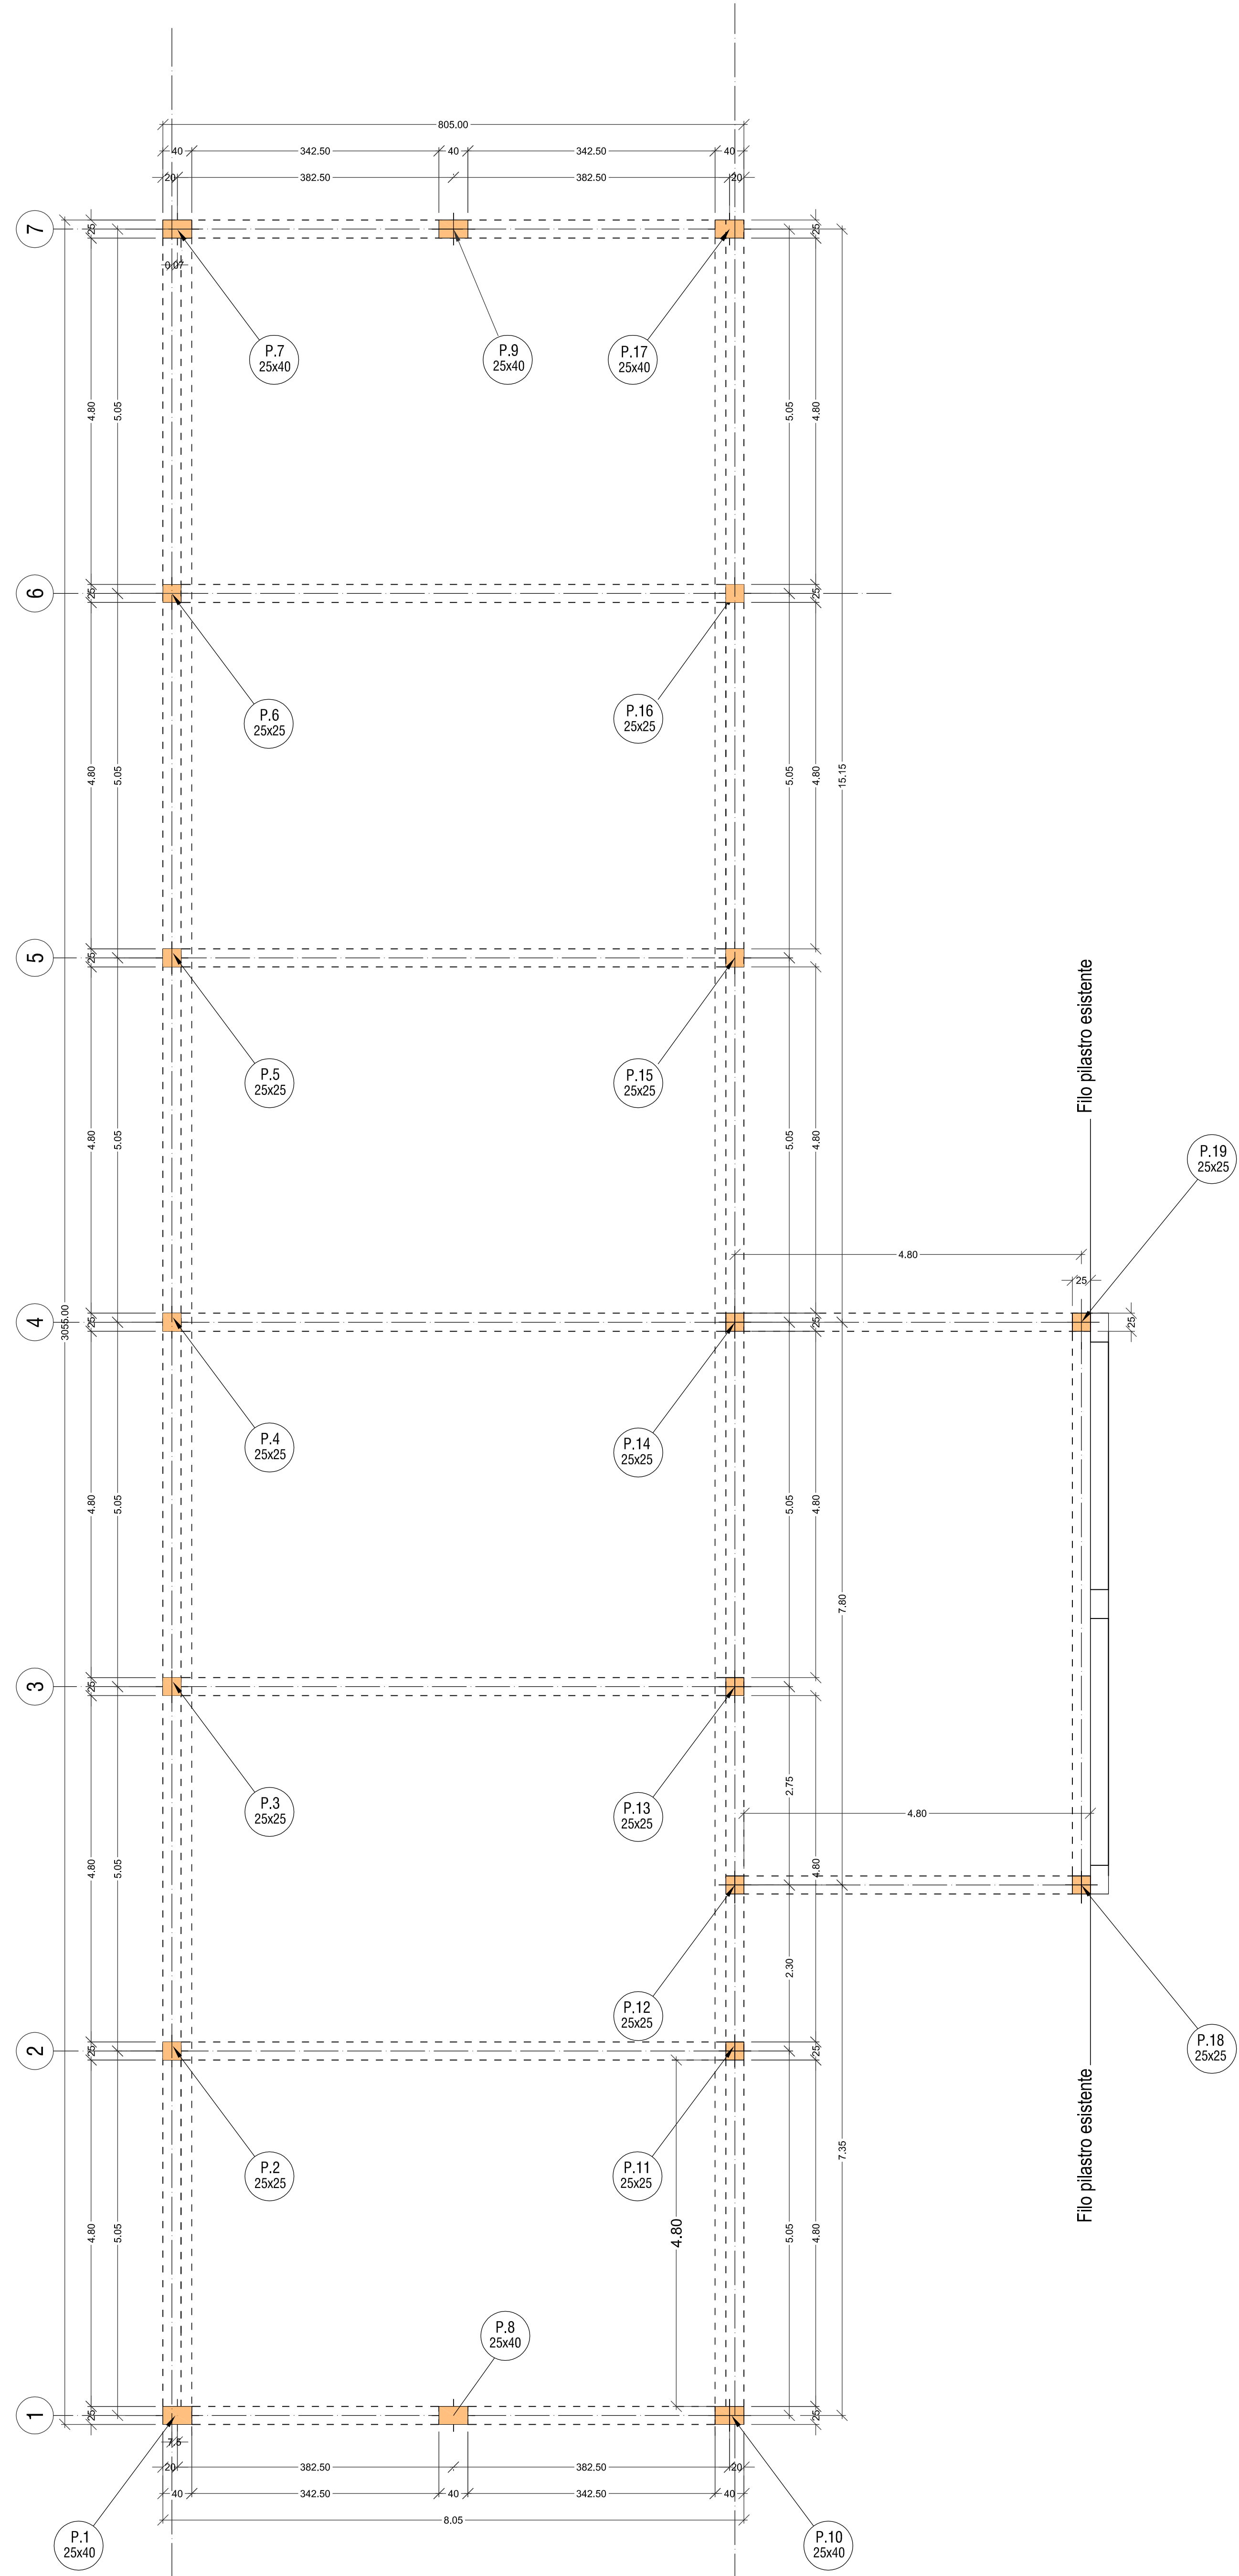 805.00
40
342.50
40
342.50
40
20
382.50
382.50
20
7
25
25
0.07
P.7
25x40
P.9
25x40
P.17
25x40
4.80
5.05
5.05
4.80
6
25
25
P.6
25x25
P.16
25x25
4.80
5.05
5.05
4.80
15.15
5
25
25
P.5
25x25
P.15
25x25
Filo pilastro esistente
4.80
5.05
5.05
4.80
P.19
25x25
4.80
25
4
3055.00
25
25
25
P.4
25x25
P.14
25x25
4.80
5.05
5.05
4.80
7.80
3
25
P.3
25x25
P.13
25x25
2.75
4.80
4.80
5.05
4.80
P.12
25x25
2.30
P.18
25x25
2
25
25
P.2
25x25
P.11
25x25
Filo pilastro esistente
7.35
4.80
5.05
4.80
5.05
4.80
P.8
25x40
1
25
25
7.5
20
382.50
382.50
20
40
342.50
40
342.50
40
8.05
P.1
25x40
P.10
25x40